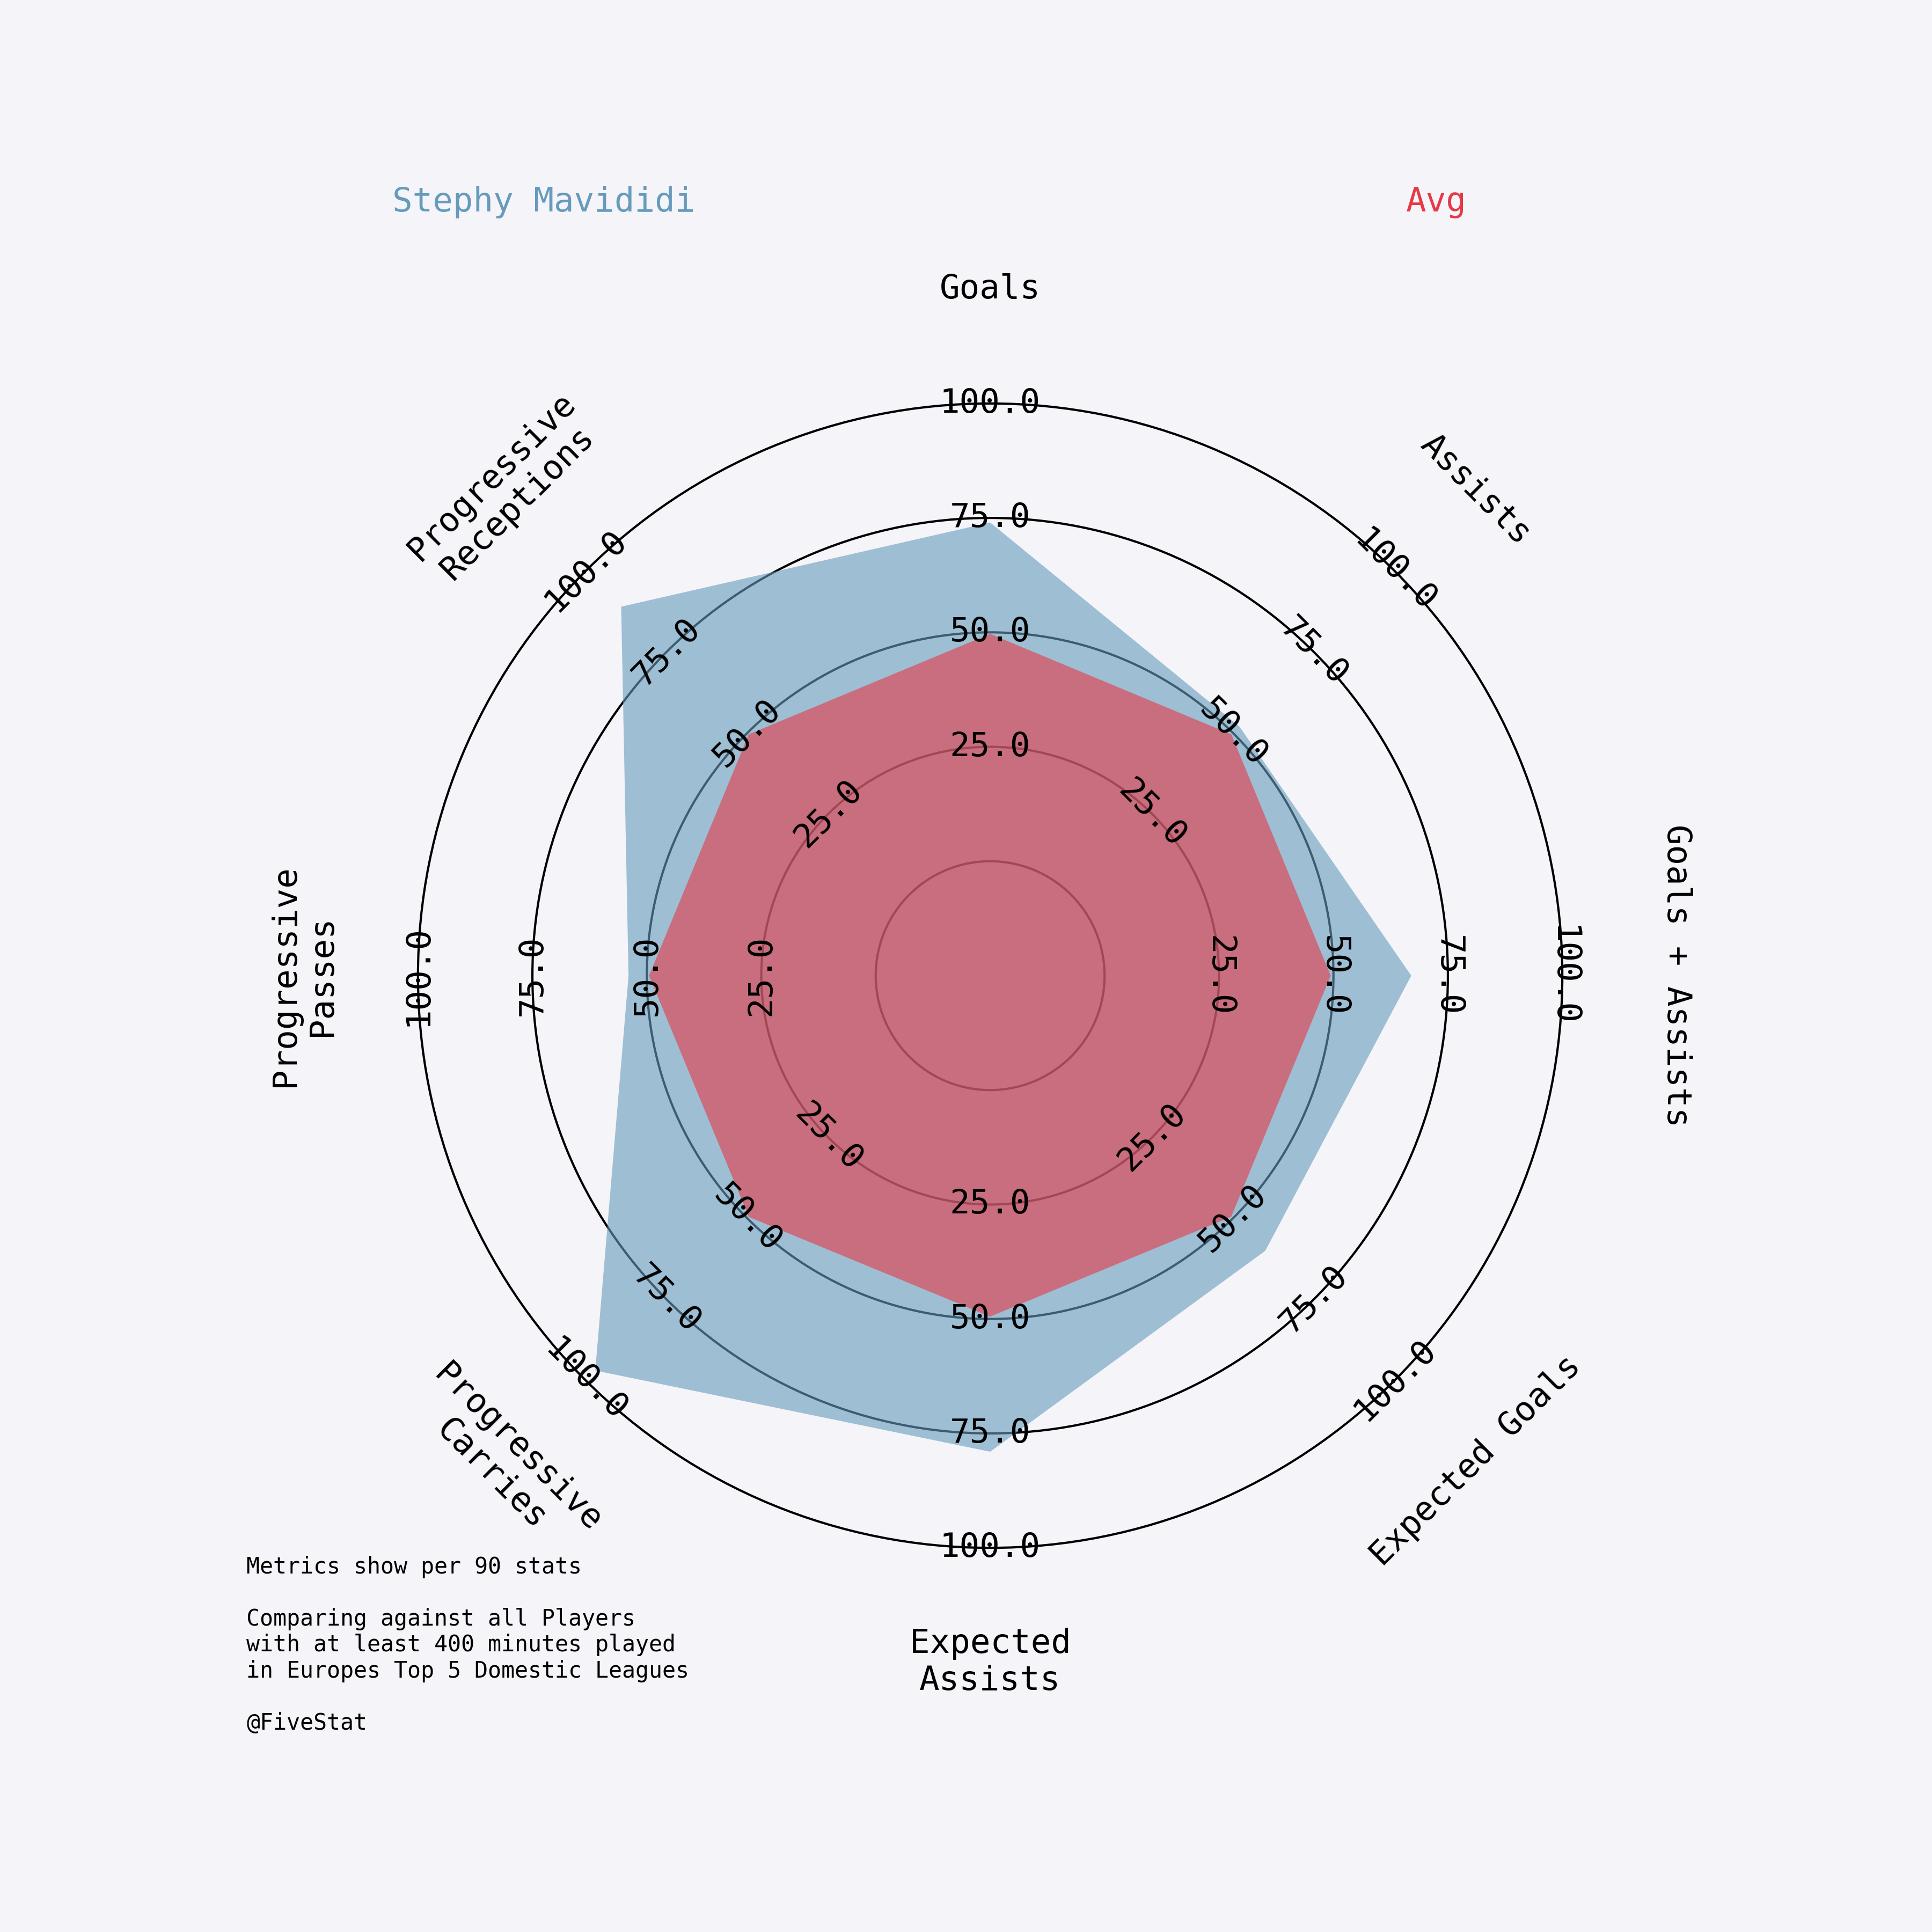 Stephy Mavididi
Avg
Goals
Assists
Goals + Assists
Expected Goals
Expected
Assists
Progressive
Carries
Progressive
Passes
Progressive
Receptions
25.0
50.0
75.0
100.0
25.0
50.0
75.0
100.0
25.0
50.0
75.0
100.0
25.0
50.0
75.0
100.0
25.0
50.0
75.0
100.0
25.0
50.0
75.0
100.0
25.0
50.0
75.0
100.0
25.0
50.0
75.0
100.0
Metrics show per 90 stats
Comparing against all Players
with at least 400 minutes played
in Europes Top 5 Domestic Leagues
@FiveStat